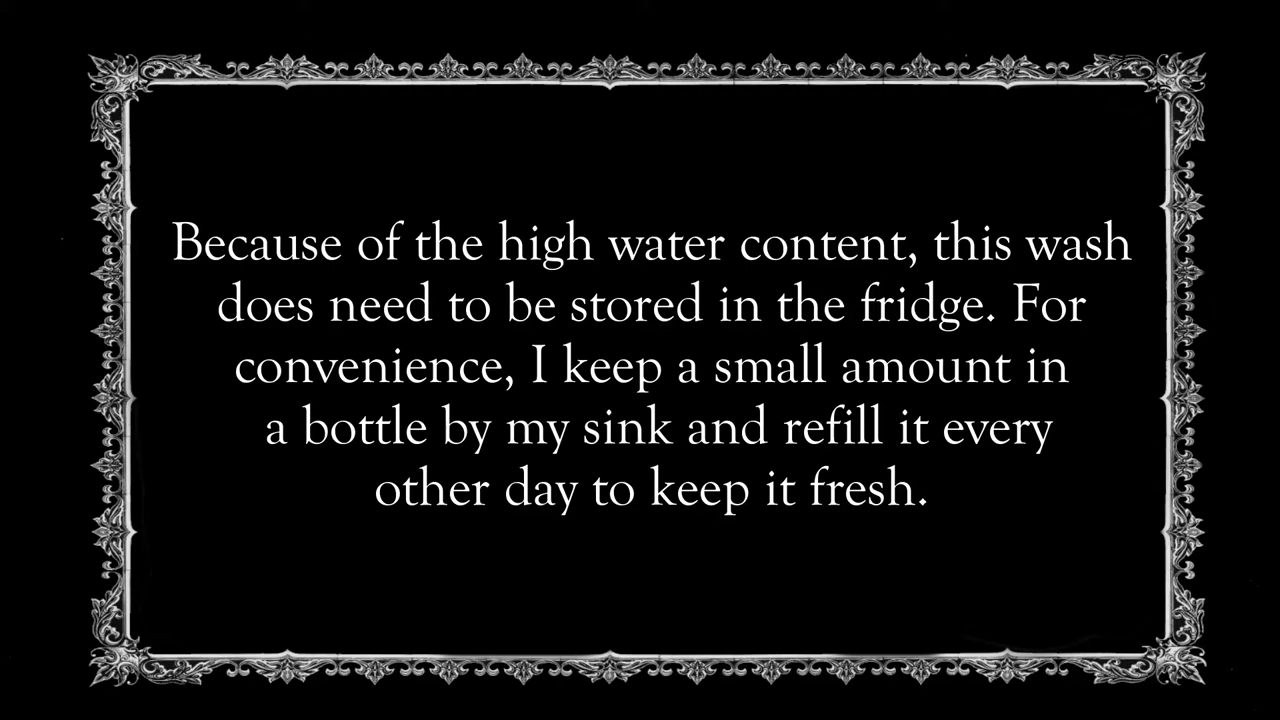 Because of the high water content, this wash
does need to be stored in the fridge. For
convenience, I keep a small amount in
a bottle by my sink and refill it every
other day to keep it fresh.